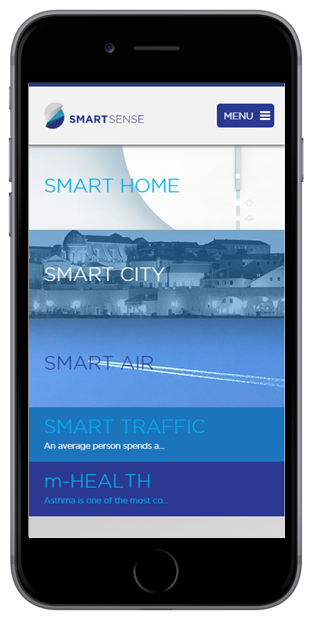 SMARTSENSE
MENU
SMART HOME
SMART CITY
SMART AIR
SMART TRAFFIC
An average person spends a...
m-HEALTH
Asthma is one of the most co...